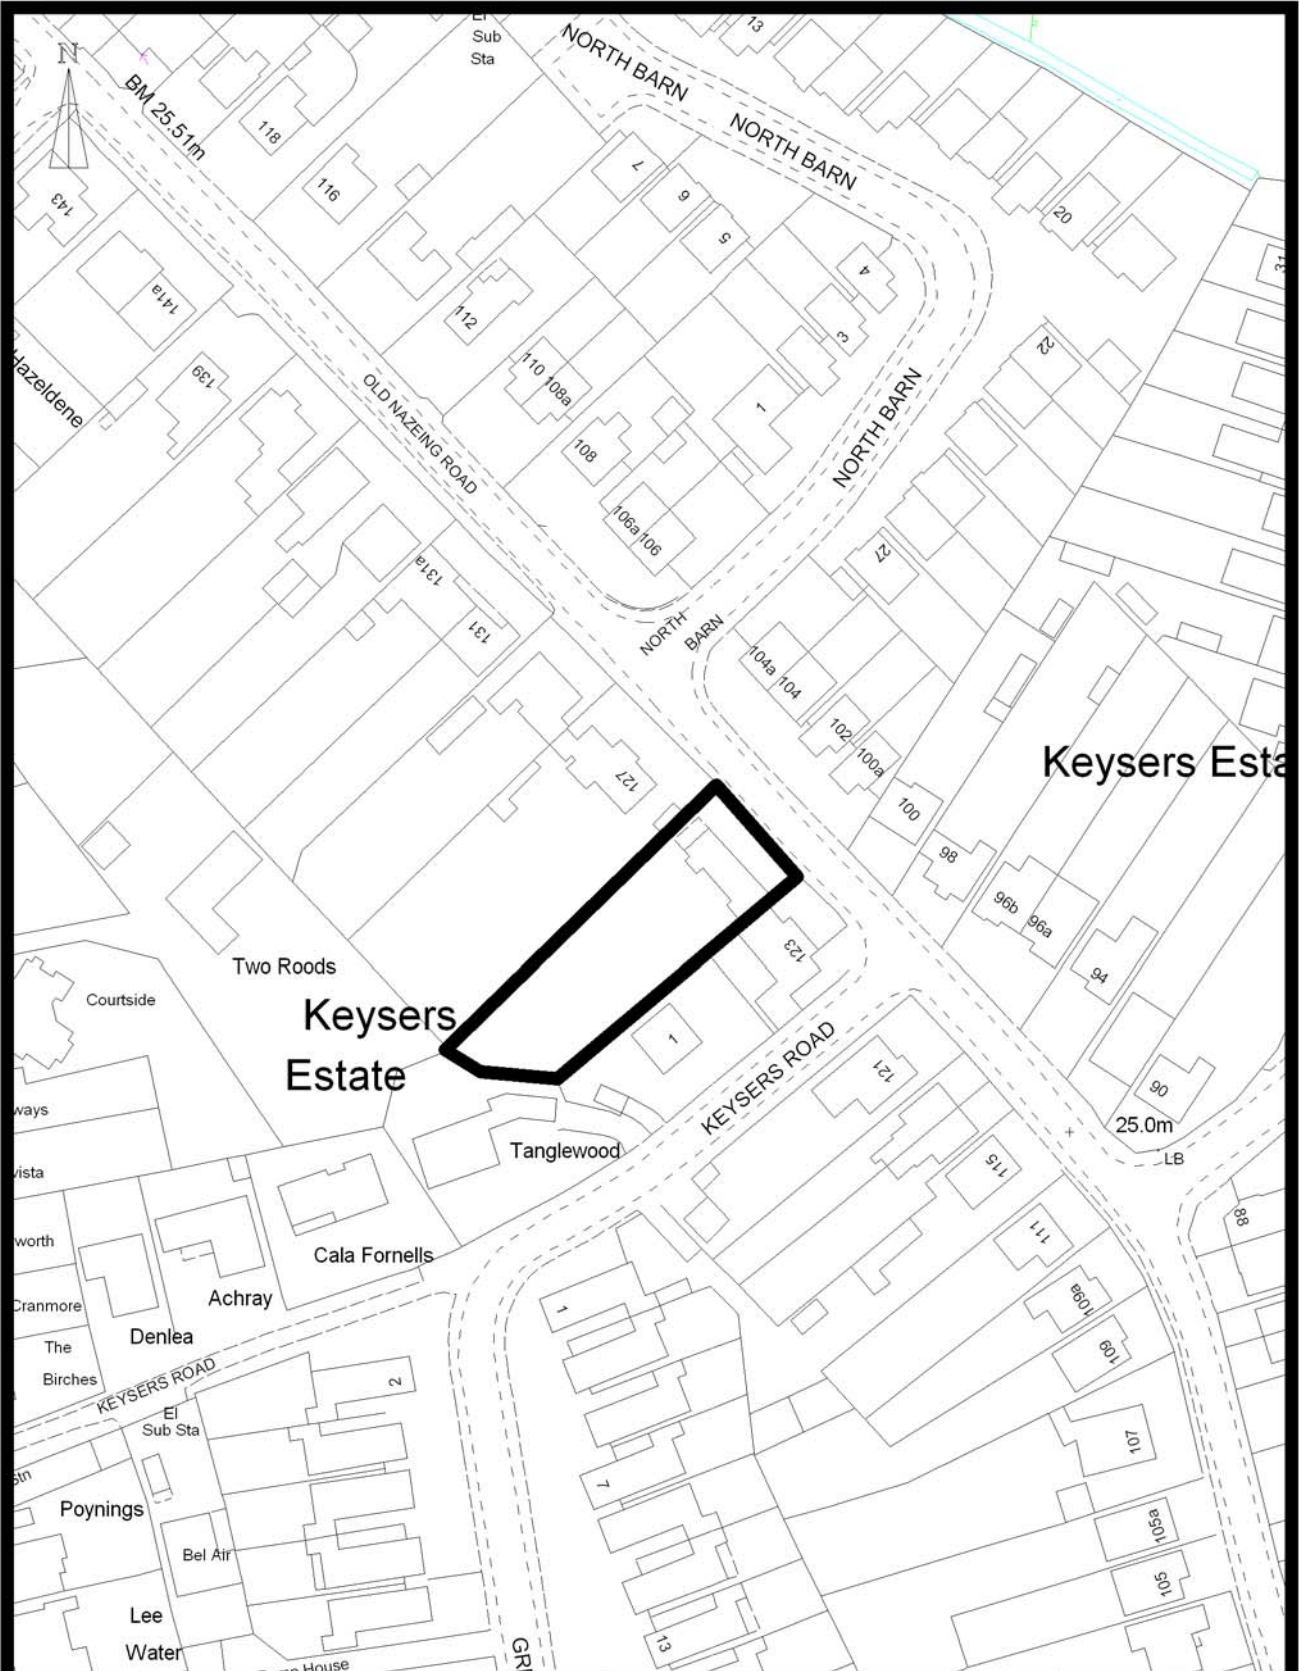 El
Sub
Sta
13
NORTH BARN
N
BM 25.51m
118
NORTH BARN
116
7
6
5
143
20
4
31
141a
112
3
22
Hazeldene
139
110 108a
OLD NAZEING ROAD
1
NORTH BARN
108
106a 106
27
131a
131
NORTH BARN
104a 104
102
100a
127
Keysers Esta
100
98
96b 96a
94
123
Two Roods
Courtside
Keysers
Estate
1
KEYSERS ROAD
121
90
ways
25.0m
LB
Tanglewood
115
vista
88
111
worth
Cala Fornells
109a
Cranmore
Achray
1
Denlea
The
Birches
109
KEYSERS ROAD
2
El
Sub Sta
107
stn
7
Poynings
105a
Bel Air
105
Lee
Water
13
GRI
House